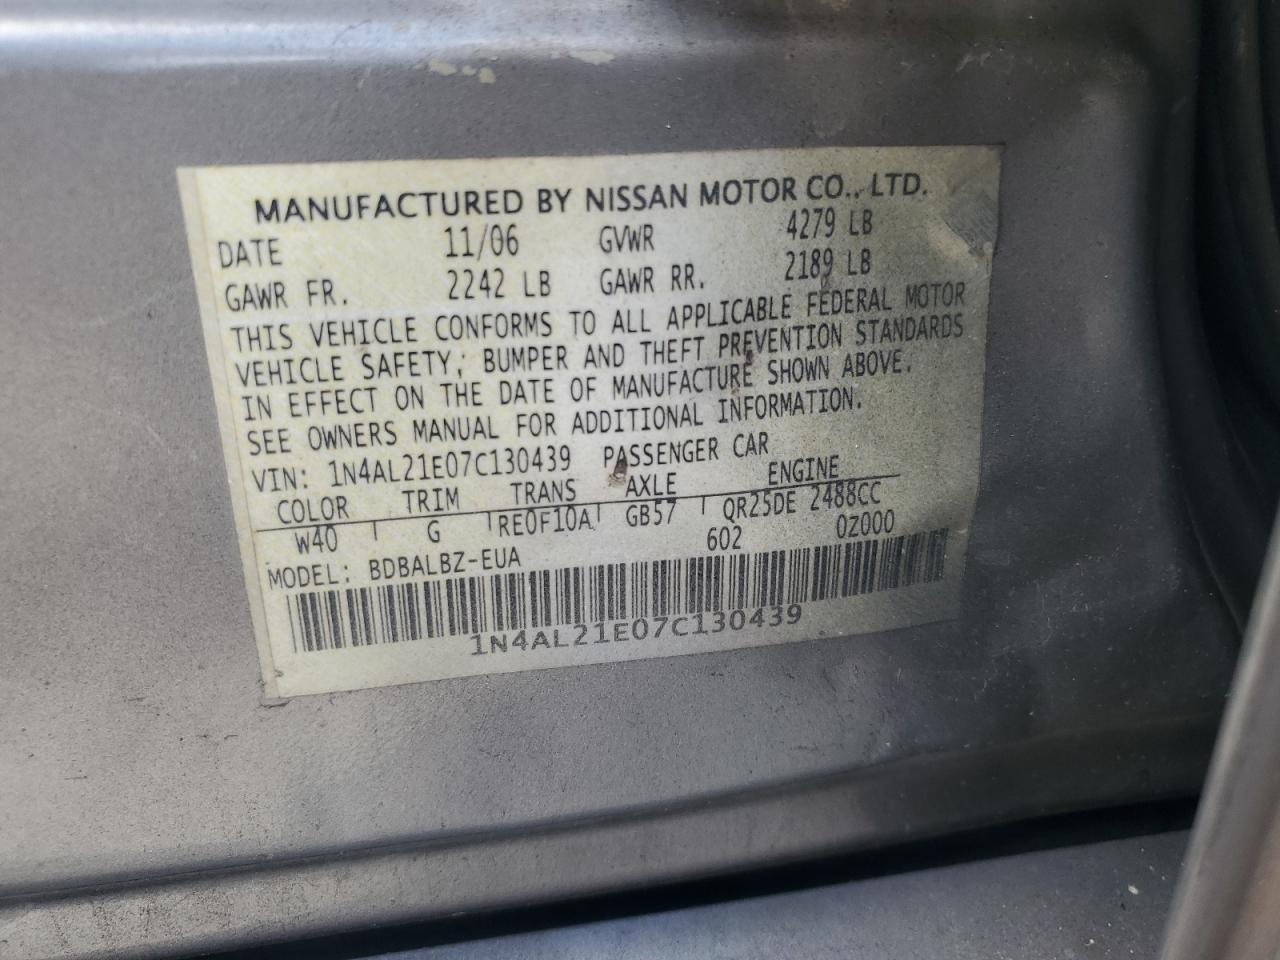 MANUFACTURED BY NISSAN MOTOR CO., LTD.
DATE 11/06 GVWR 4279 LB
GAWR FR. 2242 LB GAWR RR. 2189 LB
THIS VEHICLE CONFORMS TO ALL APPLICABLE FEDERAL MOTOR
VEHICLE SAFETY, BUMPER AND THEFT PREVENTION STANDARDS
IN EFFECT ON THE DATE OF MANUFACTURE SHOWN ABOVE.
SEE OWNERS MANUAL FOR ADDITIONAL INFORMATION.
VIN: 1N4AL21E07C130439 PASSENGER CAR
COLOR TRIM TRANS AXLE ENGINE
W40 G RE0F10A GB57 QR25DE 2488CC
MODEL: BDBALBZ-EUA 602 0Z000
1N4AL21E07C130439